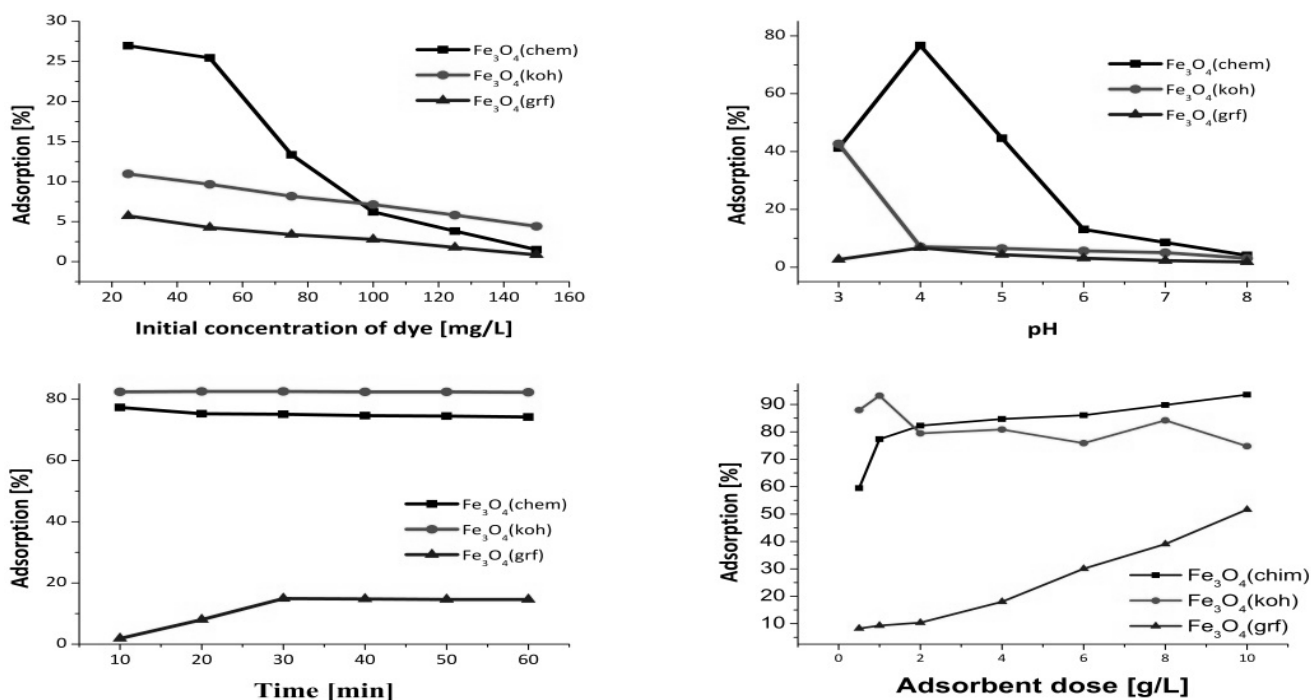 30
25
20
15
10
5
0
Adsorption [%]
20 40 60 80 100 120 140 160
Initial concentration of dye [mg/L]
Fe₃O₄(chem)
Fe₃O₄(koh)
Fe₃O₄(grf)
80
60
40
20
0
Adsorption [%]
3 4 5 6 7 8
pH
Fe₃O₄(chem)
Fe₃O₄(koh)
Fe₃O₄(grf)
80
60
40
20
0
Adsorption [%]
10 20 30 40 50 60
Time [min]
Fe₃O₄(chem)
Fe₃O₄(koh)
Fe₃O₄(grf)
90
80
70
60
50
40
30
20
10
Adsorption [%]
0 2 4 6 8 10
Adsorbent dose [g/L]
Fe₃O₄(chim)
Fe₃O₄(koh)
Fe₃O₄(grf)